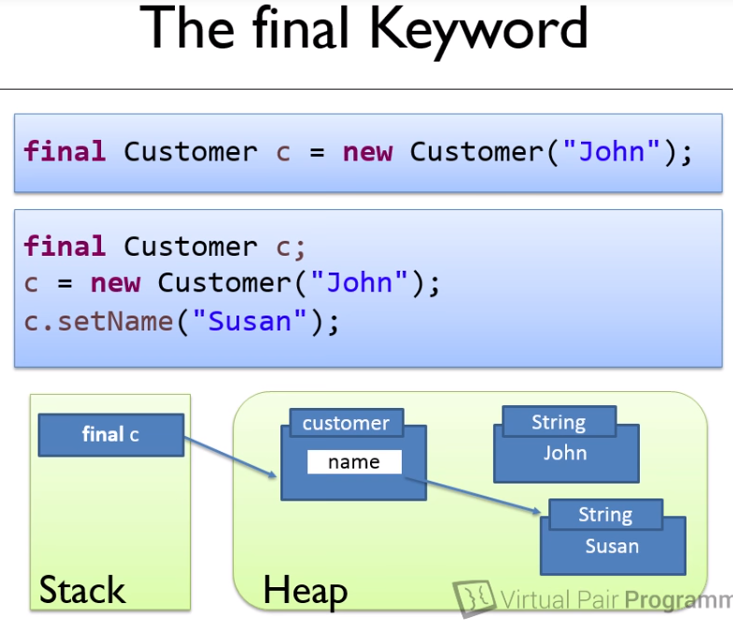 The final Keyword
final Customer c = new Customer("John");
final Customer c;
c = new Customer("John");
c.setName("Susan");
final c
customer
name
String
John
String
Susan
Stack
Heap
Virtual Pair Programm